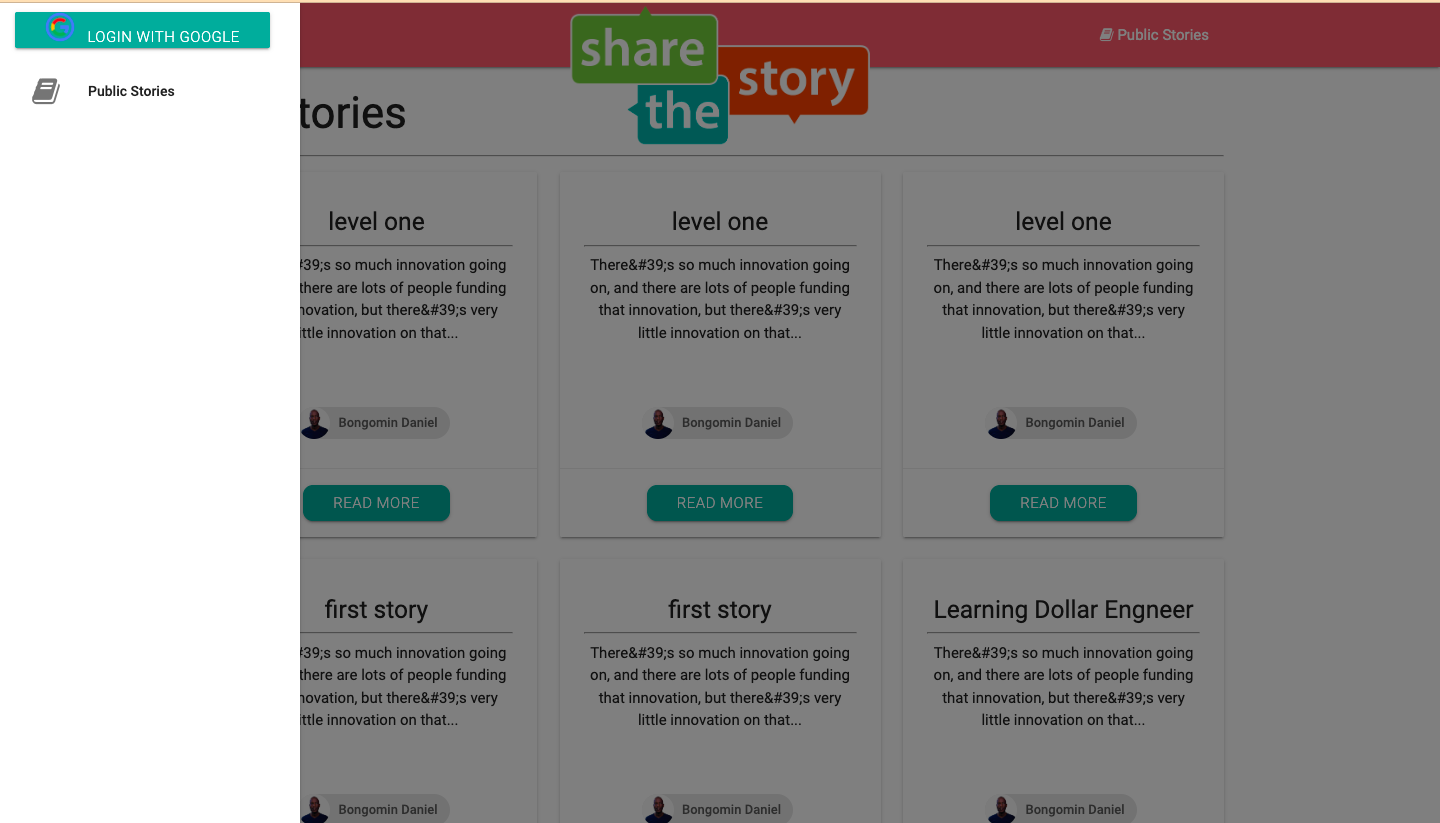 LOGIN WITH GOOGLE
Public Stories
share
the
story
Public Stories
tories
level one
#39;s so much innovation going
there are lots of people funding
novation, but there&#39;s very
ttle innovation on that...
Bongomin Daniel
READ MORE
level one
There&#39;s so much innovation going
on, and there are lots of people funding
that innovation, but there&#39;s very
little innovation on that...
Bongomin Daniel
READ MORE
level one
There&#39;s so much innovation going
on, and there are lots of people funding
that innovation, but there&#39;s very
little innovation on that...
Bongomin Daniel
READ MORE
first story
#39;s so much innovation going
there are lots of people funding
novation, but there&#39;s very
ttle innovation on that...
Bongomin Daniel
first story
There&#39;s so much innovation going
on, and there are lots of people funding
that innovation, but there&#39;s very
little innovation on that...
Bongomin Daniel
Learning Dollar Engneer
There&#39;s so much innovation going
on, and there are lots of people funding
that innovation, but there&#39;s very
little innovation on that...
Bongomin Daniel